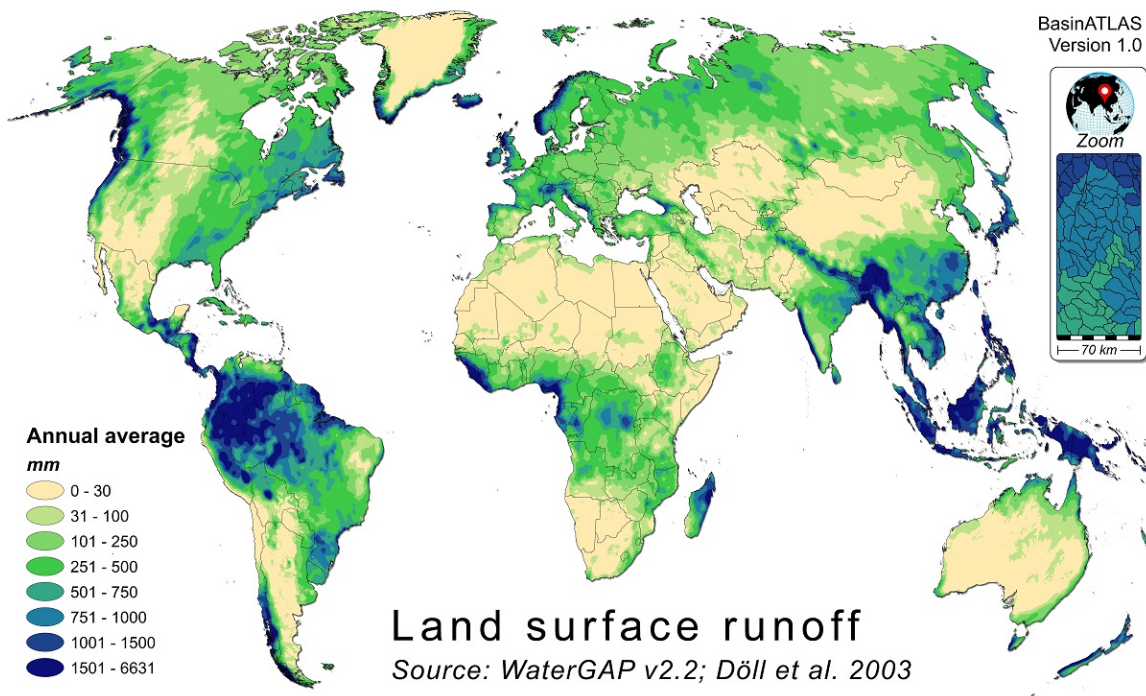 BasinATLAS
Version 1.0
Zoom
70 km
Annual average
mm
0 - 30
31 - 100
101 - 250
251 - 500
501 - 750
751 - 1000
1001 - 1500
1501 - 6631
Land surface runoff
Source: WaterGAP v2.2; Döll et al. 2003